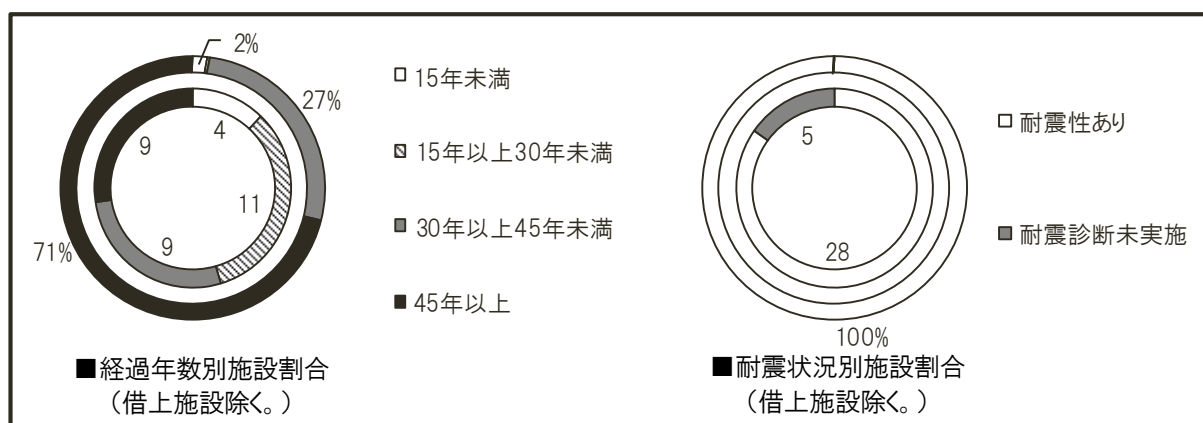 2%
27%
4
9
11
9
71%
□ 15年未満
15年以上30年未満
■ 30年以上45年未満
■ 45年以上
■経過年数別施設割合
（借上施設除く。）
5
28
100%
□ 耐震性あり
■ 耐震診断未実施
■耐震状況別施設割合
（借上施設除く。）